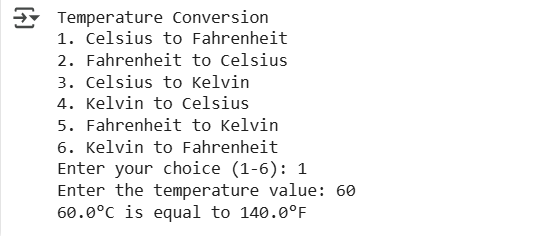 Temperature Conversion
1. Celsius to Fahrenheit
2. Fahrenheit to Celsius
3. Celsius to Kelvin
4. Kelvin to Celsius
5. Fahrenheit to Kelvin
6. Kelvin to Fahrenheit
Enter your choice (1-6): 1
Enter the temperature value: 60
60.0°C is equal to 140.0°F